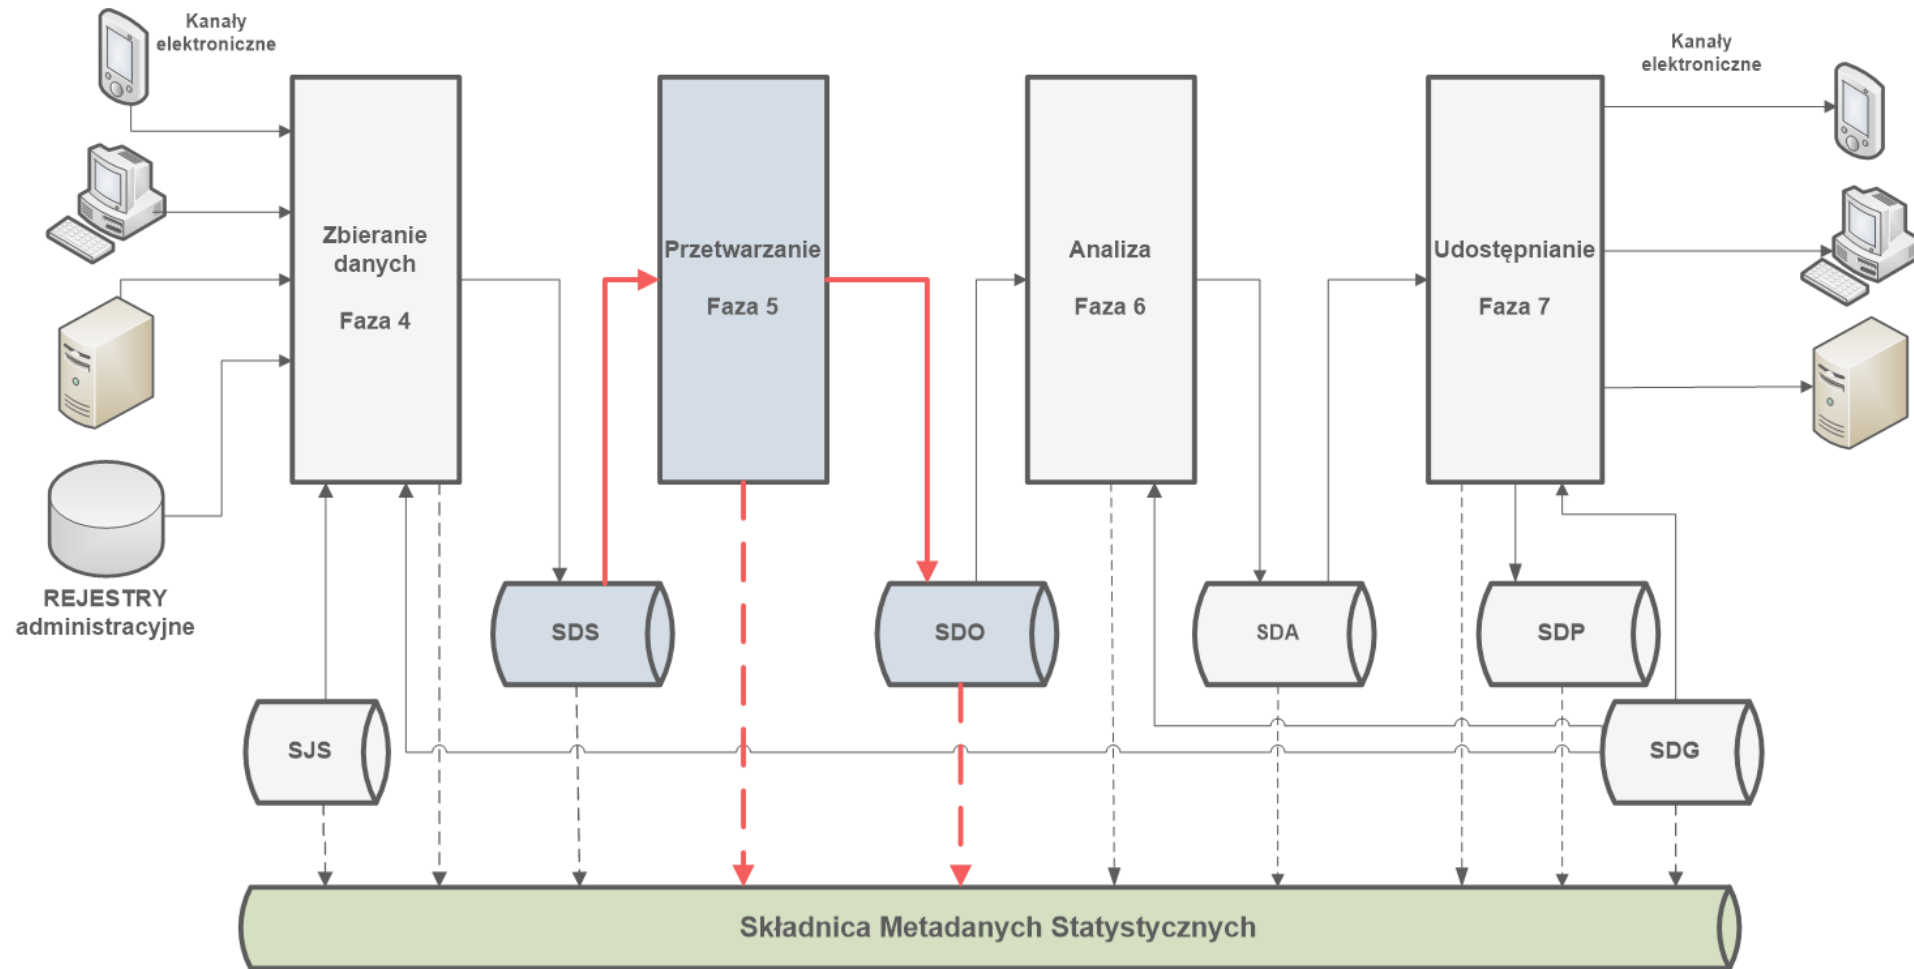 Kanały
elektroniczne
Kanały
elektroniczne
Zbieranie
danych
Faza 4
Przetwarzanie
Faza 5
Analiza
Faza 6
Udostępnianie
Faza 7
REJESTRY
administracyjne
SDS
SDO
SDA
SDP
SJS
SDG
Składnica Metadanych Statystycznych